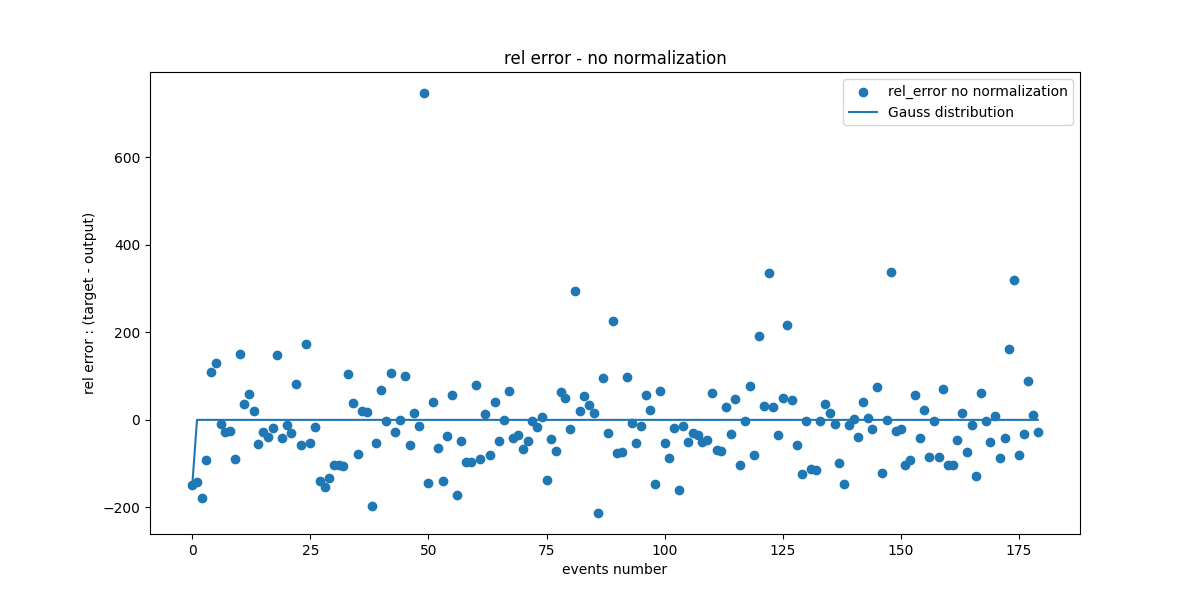 rel error - no normalization
rel_error no normalization
Gauss distribution
rel error : (target - output)
600
400
200
0
−200
0 25 50 75 100 125 150 175
events number